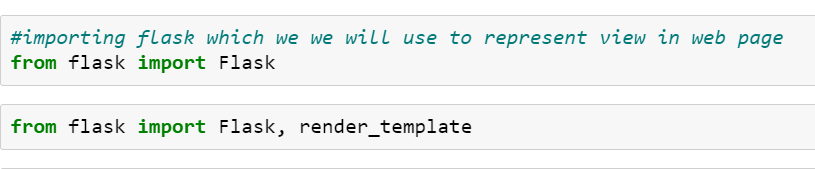 #importing flask which we we will use to represent view in web page
from flask import Flask
from flask import Flask, render_template